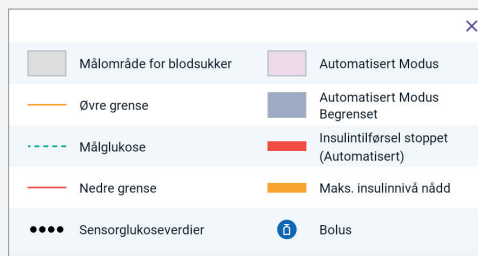 Målområde for blodsukker
Automatisert Modus
Øvre grense
Automatisert Modus
Begrenset
Målglukose
Insulintilførsel stoppet
(Automatisert)
Nedre grense
Maks. insulinnivå nådd
Sensorglukoseverdier
Bolus